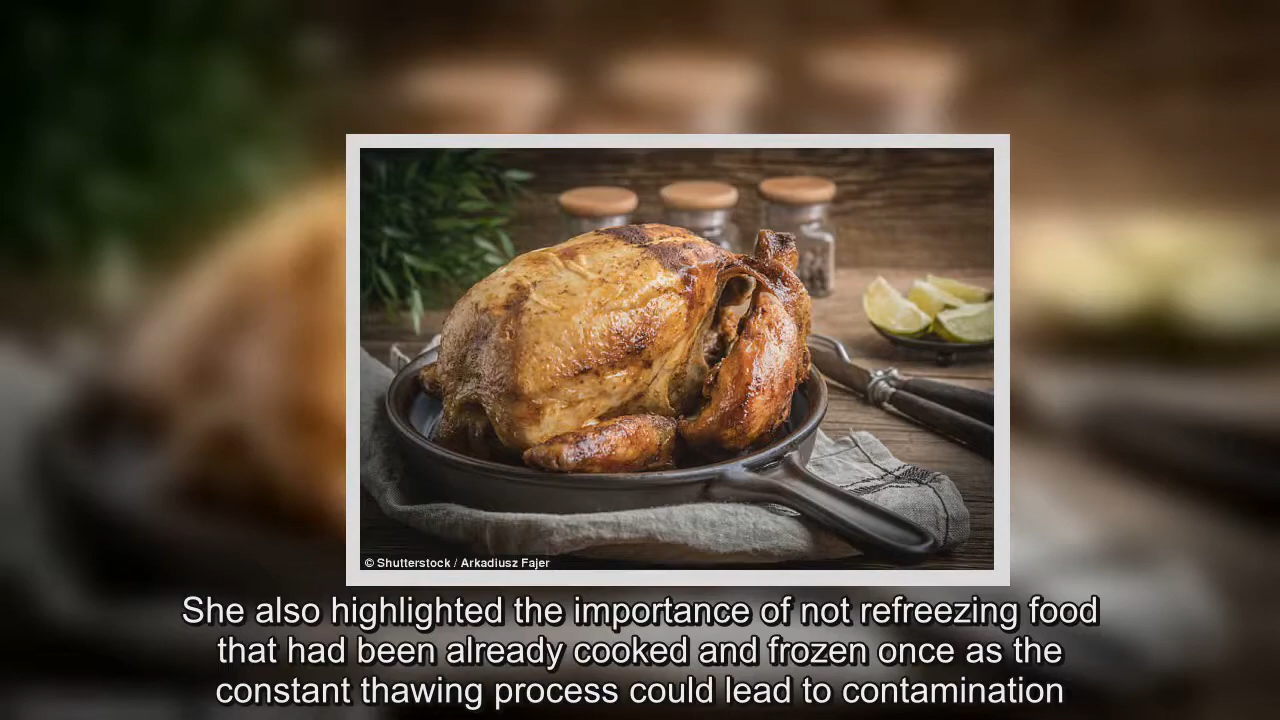 © Shutterstock / Arkadiusz Fajer
She also highlighted the importance of not refreezing food
that had been already cooked and frozen once as the
constant thawing process could lead to contamination